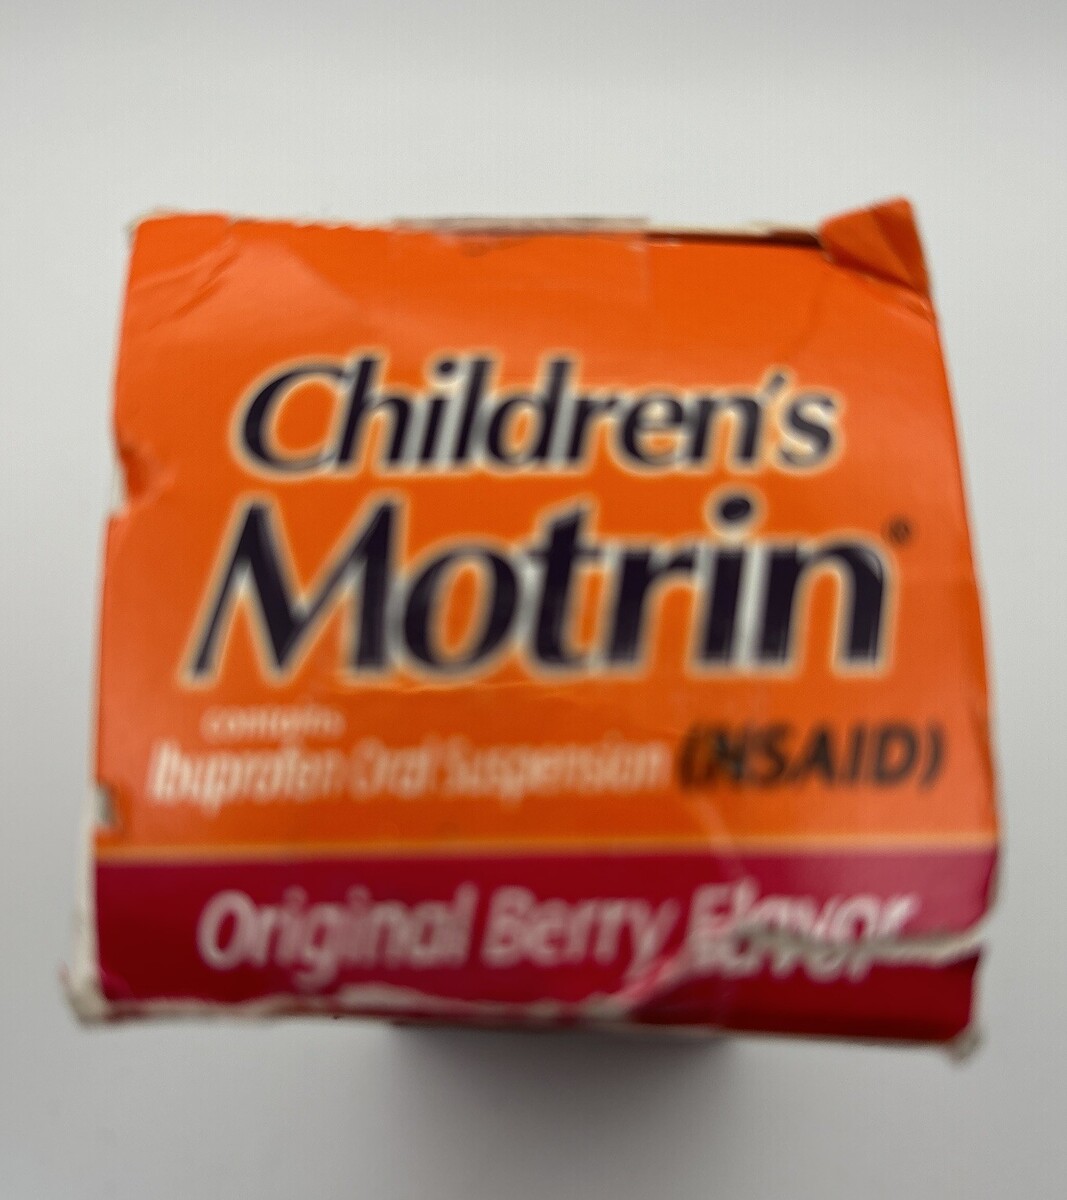 Children's
Motrin®
contains
Ibuprofen Oral Suspension (NSAID)
Original Berry Flavor